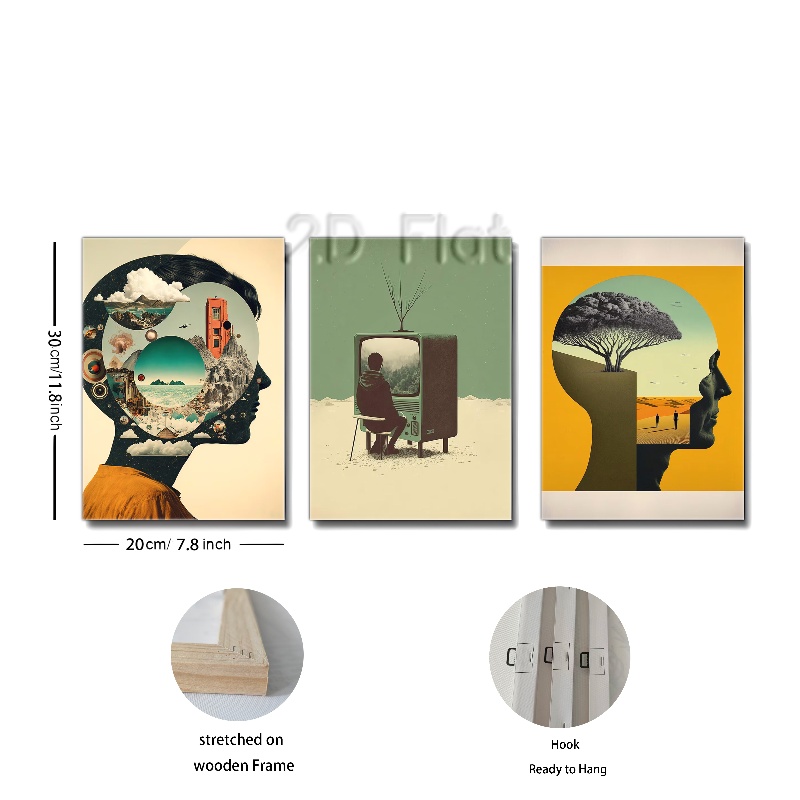 2D Flat
30cm/11.8inch
20cm/ 7.8 inch
stretched on
wooden Frame
Hook
Ready to Hang